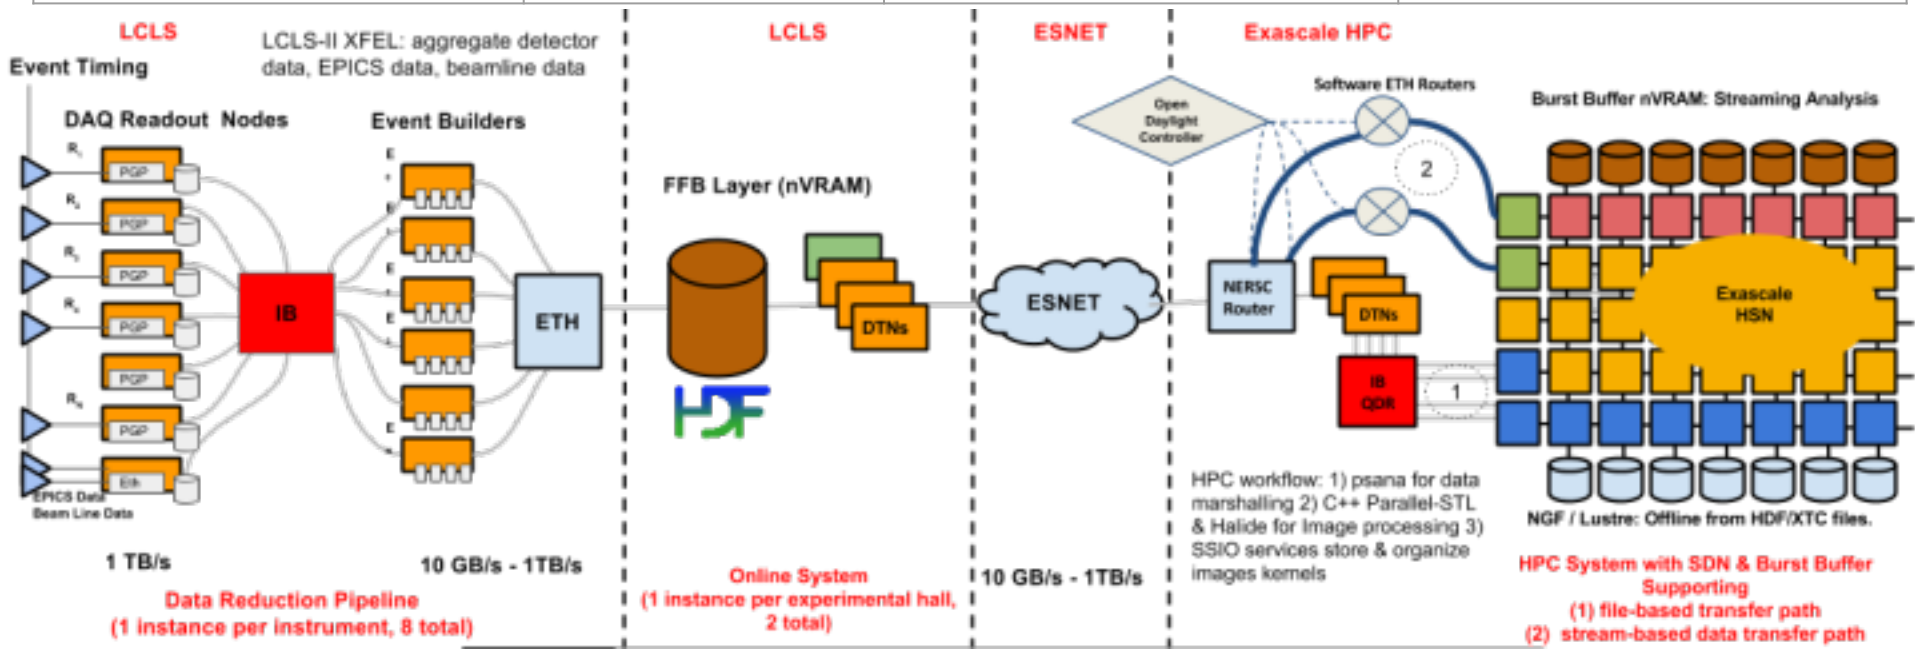 LCLS
LCLS-II XFEL: aggregate detector
data, EPICS data, beamline data
Event Timing
DAQ Readout Nodes
Event Builders
R
PGP
R
PGP
R
PGP
R
PGP
PGP
R
PGP
Eth
EPICS Data
Beam Line Data
IB
E
E
E
E
E
E
ETH
1 TB/s
10 GB/s - 1TB/s
Data Reduction Pipeline
(1 instance per instrument, 8 total)
LCLS
FFB Layer (nVRAM)
DTNs
HDF
Online System
(1 instance per experimental hall,
2 total)
ESNET
ESNET
10 GB/s - 1TB/s
Exascale HPC
Open
Daylight
Controller
Software ETH Routers
2
NERSC
Router
DTNs
IB
QDR
1
HPC workflow: 1) psana for data
marshalling 2) C++ Parallel-STL
& Halide for Image processing 3)
SSIO services store & organize
images kernels
Burst Buffer nVRAM: Streaming Analysis
Exascale
HSN
NGF / Lustre: Offline from HDF/XTC files.
HPC System with SDN & Burst Buffer
Supporting
(1) file-based transfer path
(2) stream-based data transfer path